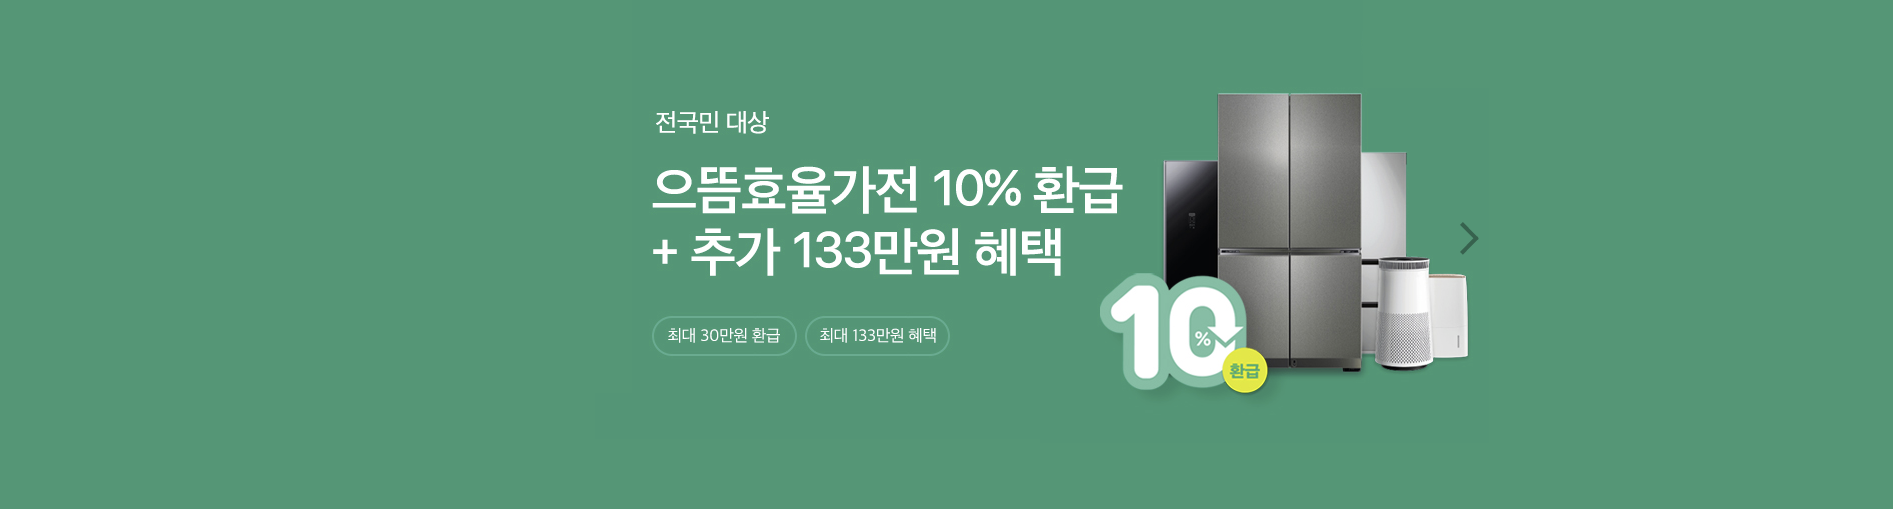 전국민 대상
으뜸효율가전 10% 환급
+ 추가 133만원 혜택
최대 30만원 환급
최대 133만원 혜택
10%
환급